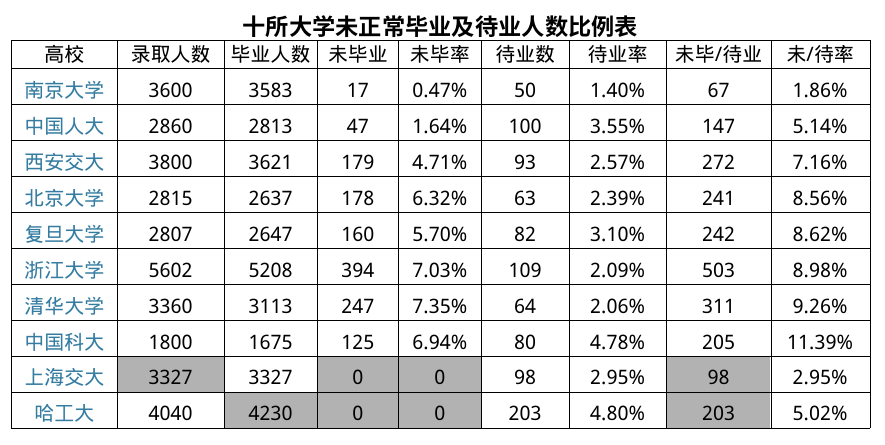 十所大学未正常毕业及待业人数比例表
高校 录取人数 毕业人数 未毕业 未毕率 待业数 待业率 未毕/待业 未/待率
南京大学 3600 3583 17 0.47% 50 1.40% 67 1.86%
中国人大 2860 2813 47 1.64% 100 3.55% 147 5.14%
西安交大 3800 3621 179 4.71% 93 2.57% 272 7.16%
北京大学 2815 2637 178 6.32% 63 2.39% 241 8.56%
复旦大学 2807 2647 160 5.70% 82 3.10% 242 8.62%
浙江大学 5602 5208 394 7.03% 109 2.09% 503 8.98%
清华大学 3360 3113 247 7.35% 64 2.06% 311 9.26%
中国科大 1800 1675 125 6.94% 80 4.78% 205 11.39%
上海交大 3327 3327 0 0 98 2.95% 98 2.95%
哈工大 4040 4230 0 0 203 4.80% 203 5.02%